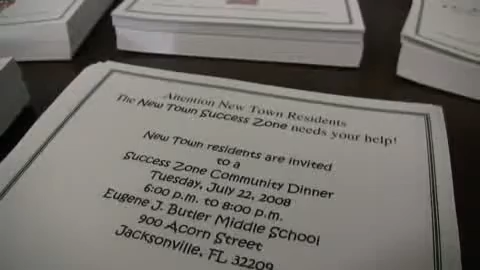 Attention New Town Residents
The New Town Success Zone needs your help!
New Town residents are invited
to a
Success Zone Community Dinner
Tuesday, July 22, 2008
6:00 p.m. to 8:00 p.m.
Eugene J. Butler Middle School
900 Acorn Street
Jacksonville, FL 32209